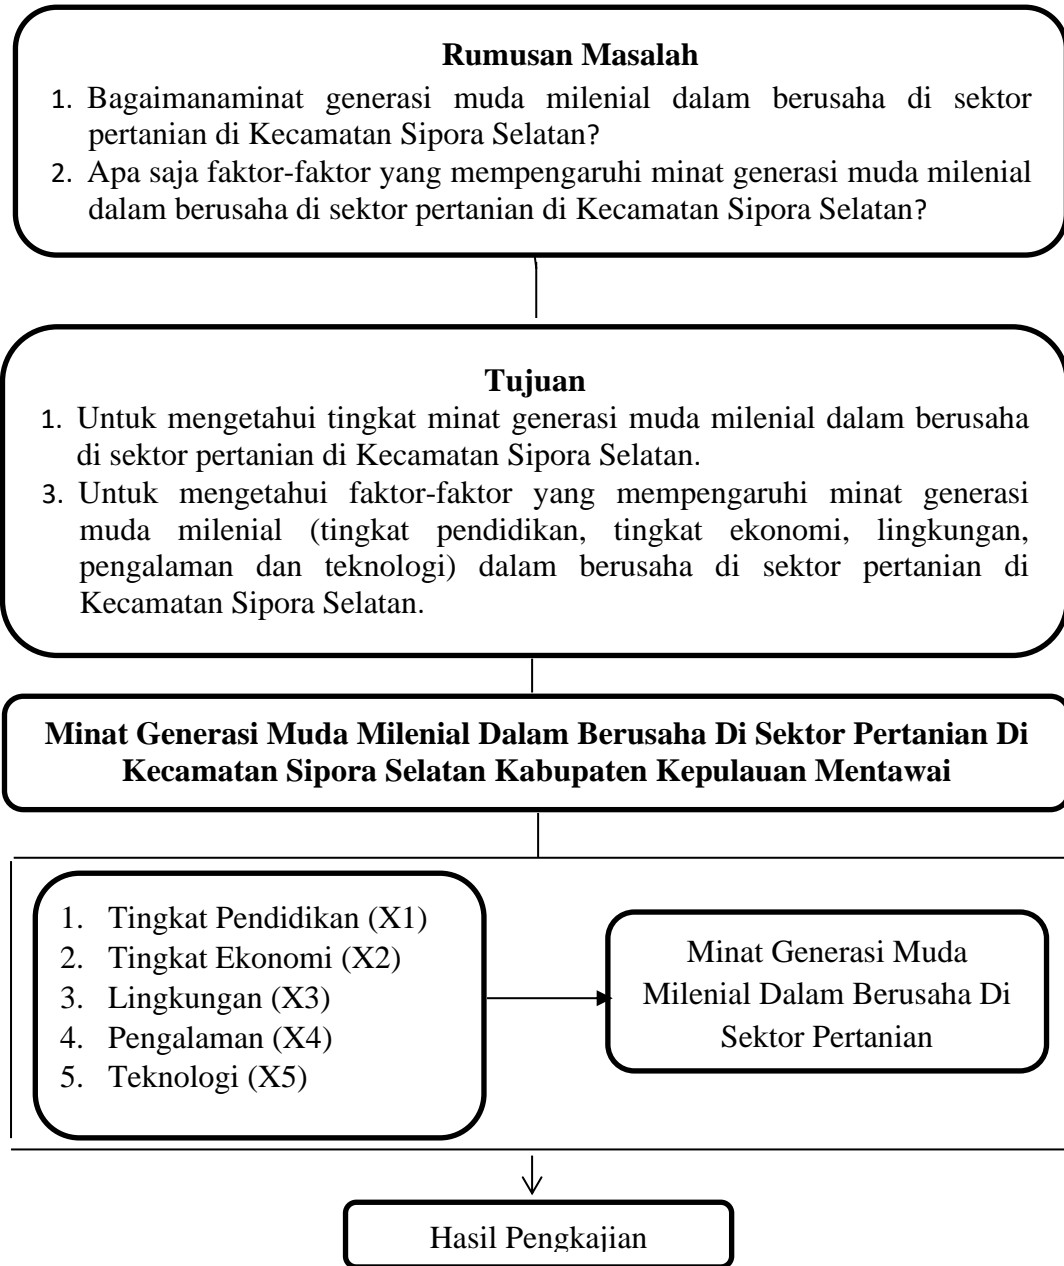 Rumusan Masalah
1. Bagaimanaminat generasi muda milenial dalam berusaha di sektor
pertanian di Kecamatan Sipora Selatan?
2. Apa saja faktor-faktor yang mempengaruhi minat generasi muda milenial
dalam berusaha di sektor pertanian di Kecamatan Sipora Selatan?
Tujuan
1. Untuk mengetahui tingkat minat generasi muda milenial dalam berusaha
di sektor pertanian di Kecamatan Sipora Selatan.
3. Untuk mengetahui faktor-faktor yang mempengaruhi minat generasi
muda milenial (tingkat pendidikan, tingkat ekonomi, lingkungan,
pengalaman dan teknologi) dalam berusaha di sektor pertanian di
Kecamatan Sipora Selatan.
Minat Generasi Muda Milenial Dalam Berusaha Di Sektor Pertanian Di
Kecamatan Sipora Selatan Kabupaten Kepulauan Mentawai
1. Tingkat Pendidikan (X1)
2. Tingkat Ekonomi (X2)
3. Lingkungan (X3)
4. Pengalaman (X4)
5. Teknologi (X5)
Minat Generasi Muda
Milenial Dalam Berusaha Di
Sektor Pertanian
Hasil Pengkajian